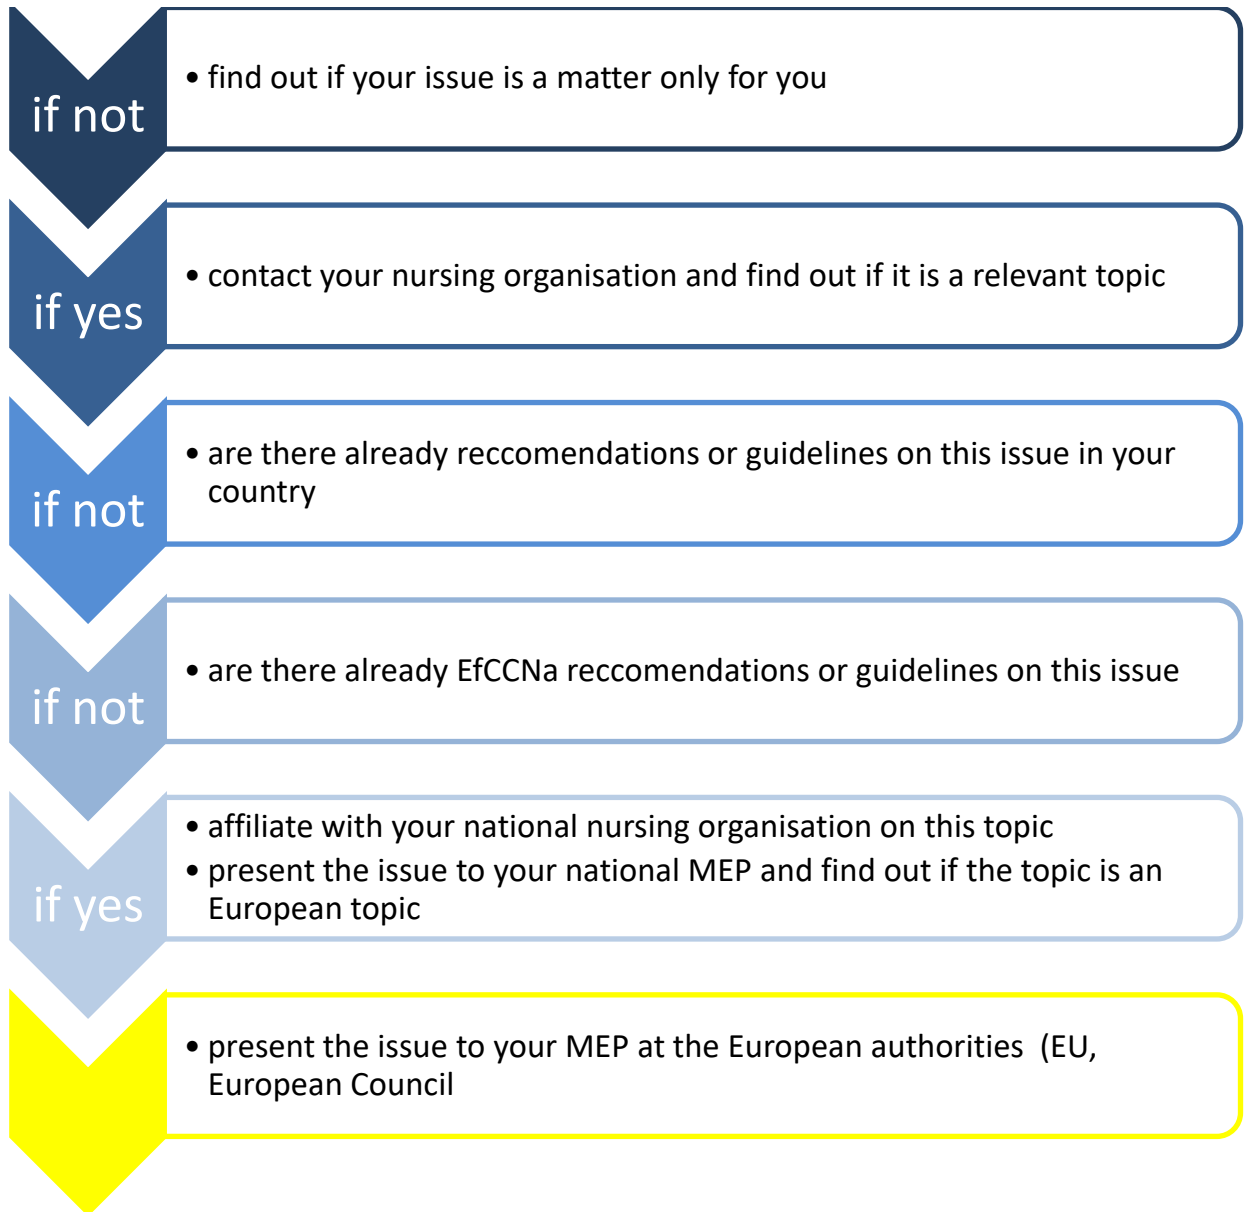 if not
• find out if your issue is a matter only for you
if yes
• contact your nursing organisation and find out if it is a relevant topic
if not
• are there already reccomendations or guidelines on this issue in your
country
if not
• are there already EfCCNa reccomendations or guidelines on this issue
if yes
• affiliate with your national nursing organisation on this topic
• present the issue to your national MEP and find out if the topic is an
European topic
• present the issue to your MEP at the European authorities  (EU,
European Council